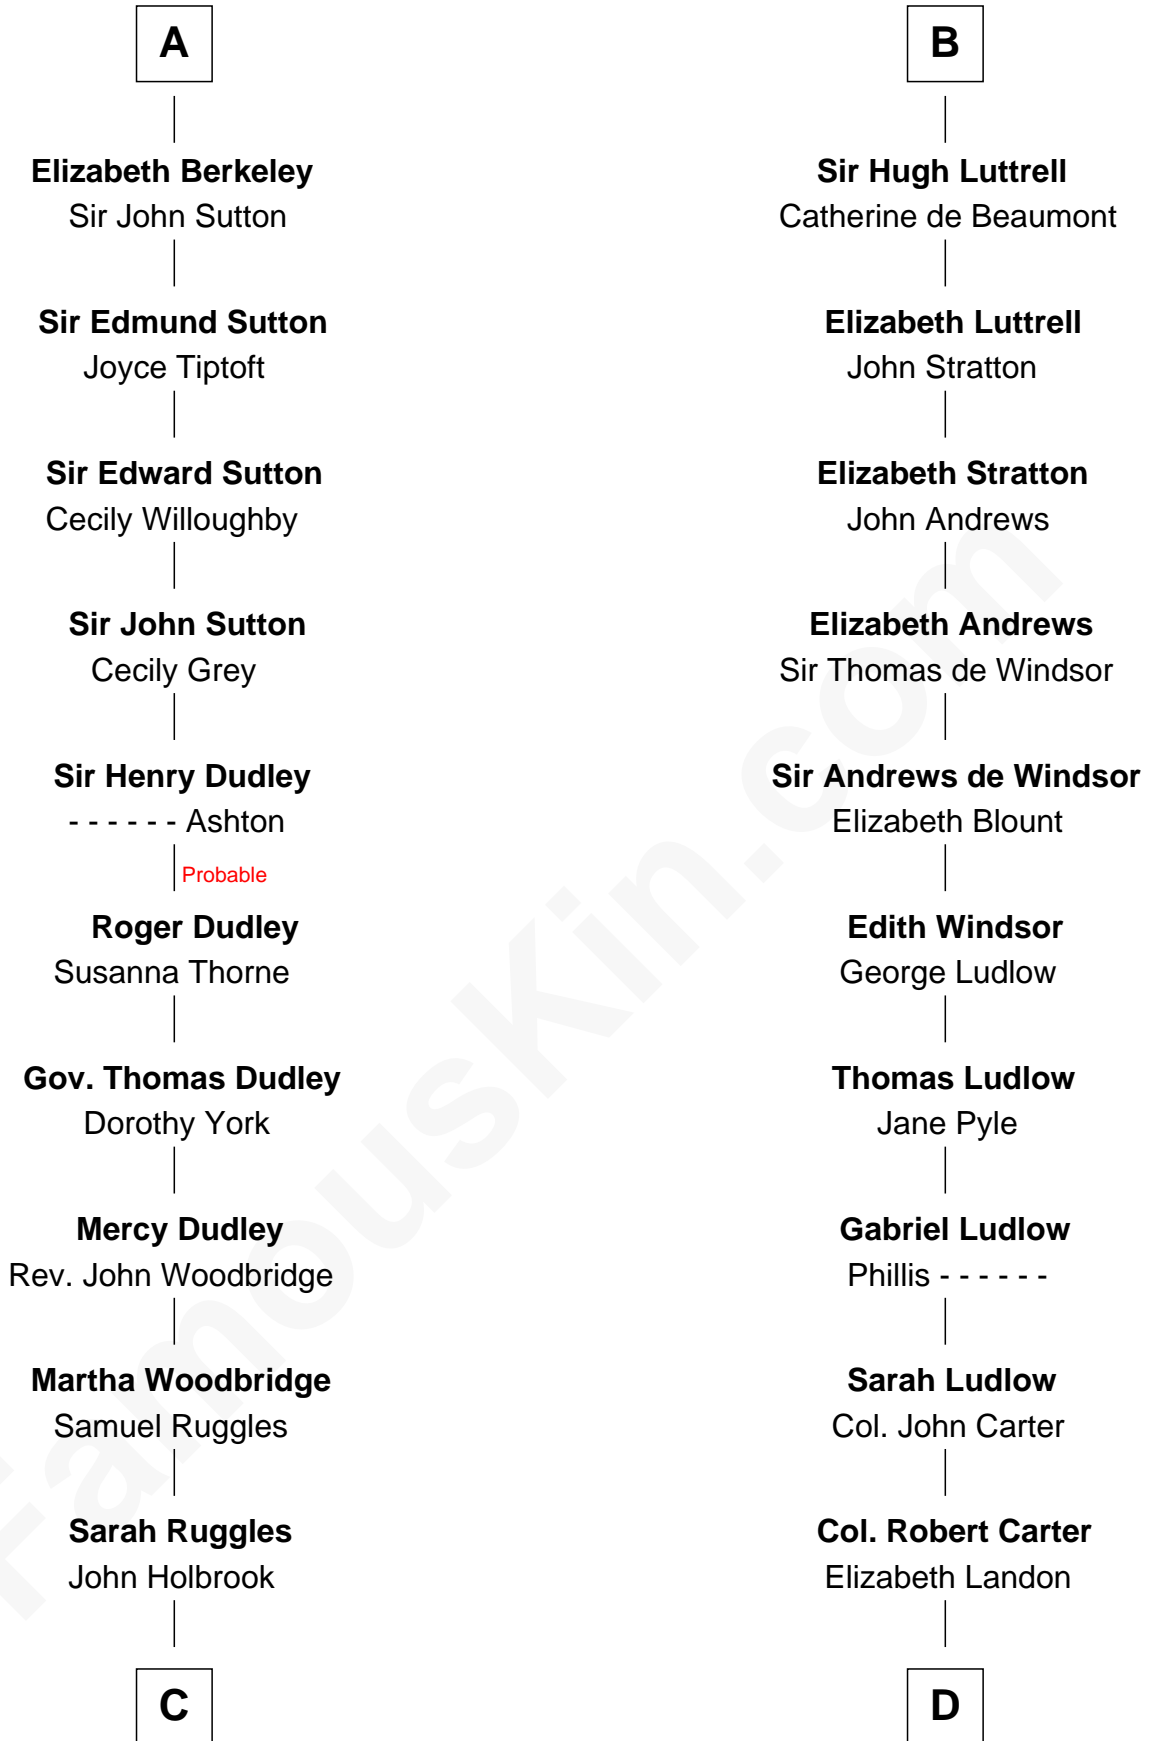 A
Elizabeth Berkeley
Sir John Sutton
Sir Edmund Sutton
Joyce Tiptoft
Sir Edward Sutton
Cecily Willoughby
Sir John Sutton
Cecily Grey
Sir Henry Dudley
- - - - - - Ashton
Probable
Roger Dudley
Susanna Thorne
Gov. Thomas Dudley
Dorothy York
Mercy Dudley
Rev. John Woodbridge
Martha Woodbridge
Samuel Ruggles
Sarah Ruggles
John Holbrook
C
B
Sir Hugh Luttrell
Catherine de Beaumont
Elizabeth Luttrell
John Stratton
Elizabeth Stratton
John Andrews
Elizabeth Andrews
Sir Thomas de Windsor
Sir Andrews de Windsor
Elizabeth Blount
Edith Windsor
George Ludlow
Thomas Ludlow
Jane Pyle
Gabriel Ludlow
Phillis - - - - - -
Sarah Ludlow
Col. John Carter
Col. Robert Carter
Elizabeth Landon
D
FamousKin.com